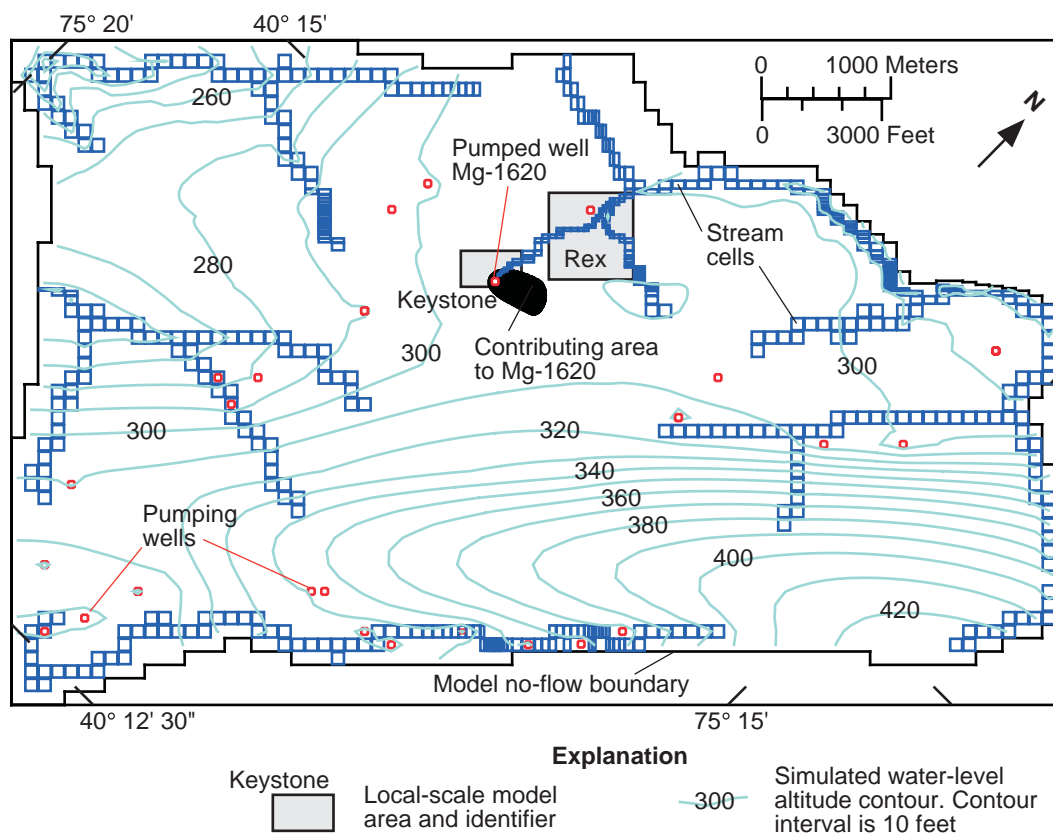 75° 20'
40° 15'
0 1000 Meters
0 3000 Feet
N
260
Pumped well
Mg-1620
Stream
cells
280
Rex
Keystone
300
Contributing area
to Mg-1620
300
300
320
340
360
380
400
420
Pumping
wells
Model no-flow boundary
40° 12' 30"
75° 15'
Explanation
Keystone
Local-scale model
area and identifier
300
Simulated water-level
altitude contour. Contour
interval is 10 feet